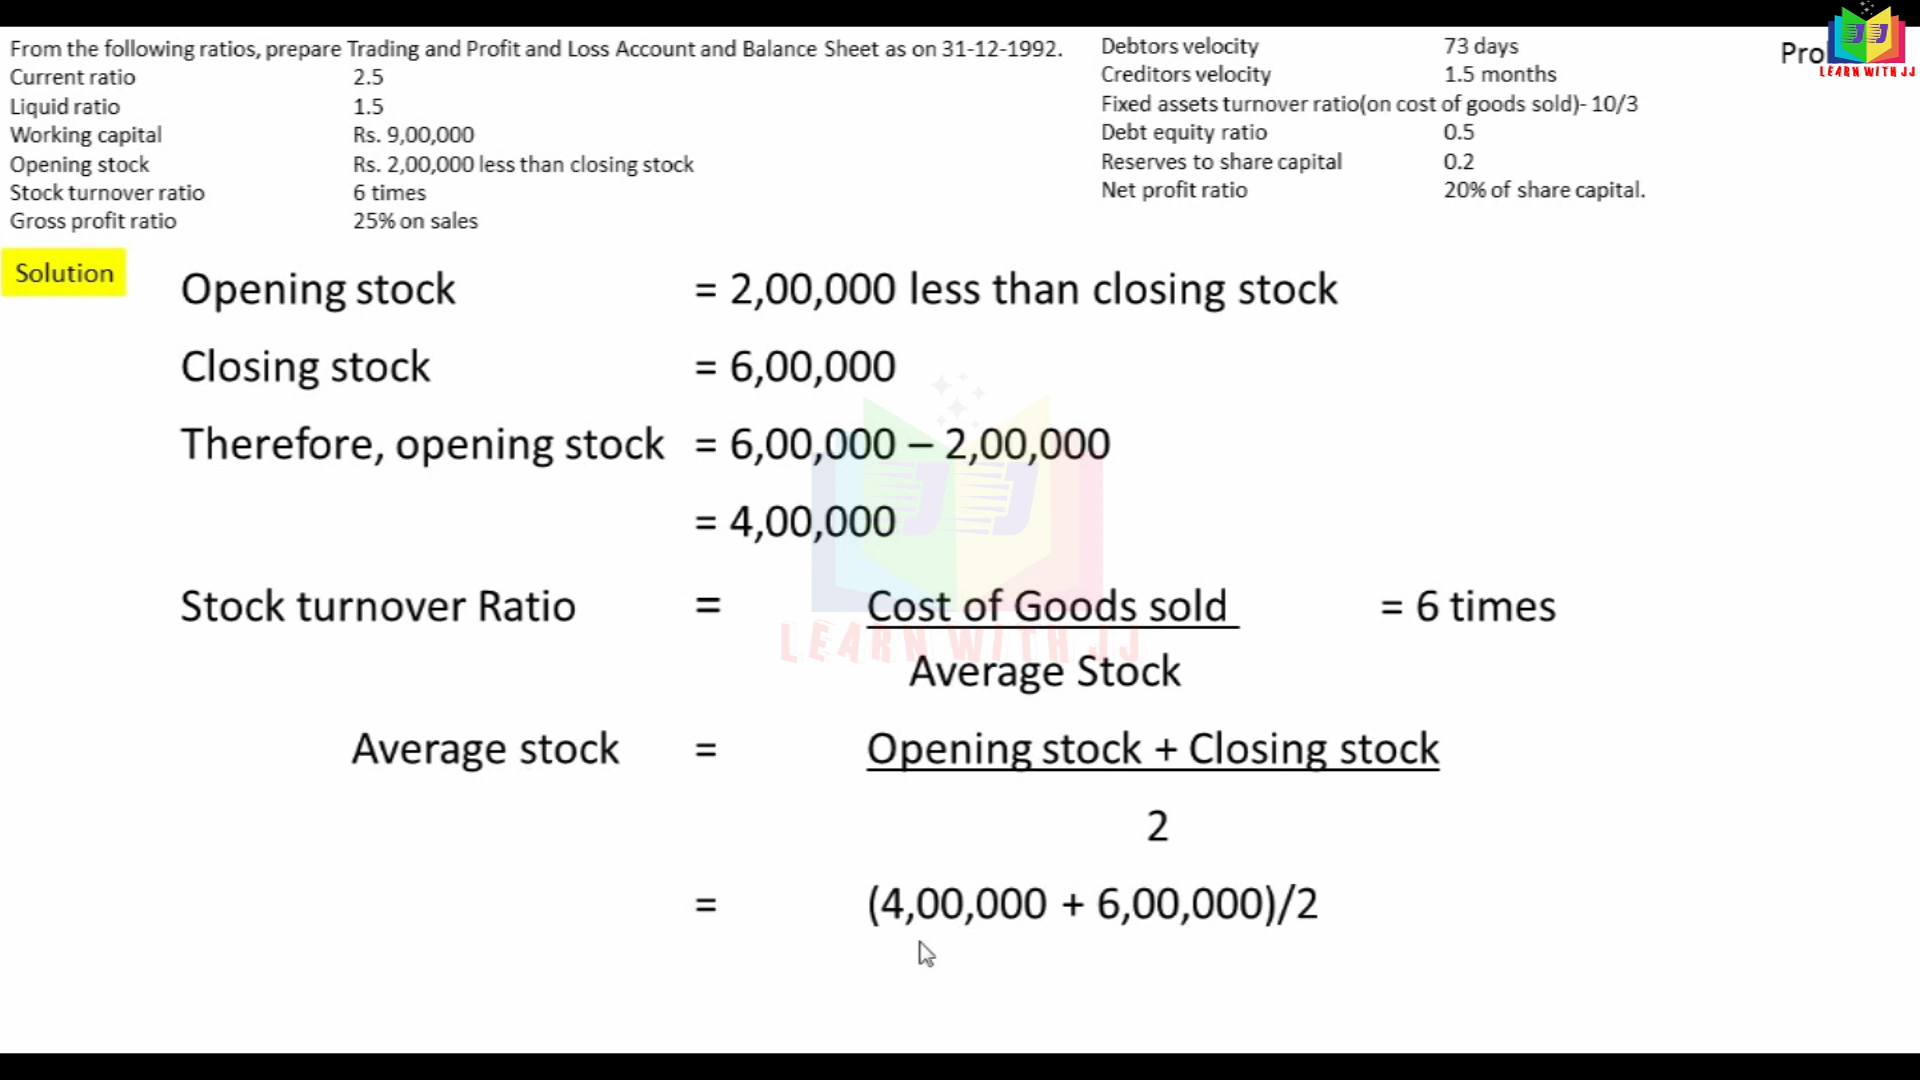 From the following ratios, prepare Trading and Profit and Loss Account and Balance Sheet as on 31-12-1992.
Current ratio 2.5
Liquid ratio 1.5
Working capital Rs. 9,00,000
Opening stock Rs. 2,00,000 less than closing stock
Stock turnover ratio 6 times
Gross profit ratio 25% on sales
Debtors velocity 73 days
Creditors velocity 1.5 months
Fixed assets turnover ratio(on cost of goods sold)- 10/3
Debt equity ratio 0.5
Reserves to share capital 0.2
Net profit ratio 20% of share capital.
Pro
JJ
LEARN WITH JJ
Solution
Opening stock = 2,00,000 less than closing stock
Closing stock = 6,00,000
Therefore, opening stock = 6,00,000 – 2,00,000
= 4,00,000
JJ
Stock turnover Ratio = Cost of Goods sold = 6 times
LEARN WITH JJ
Average Stock
Average stock = Opening stock + Closing stock
2
= (4,00,000 + 6,00,000)/2